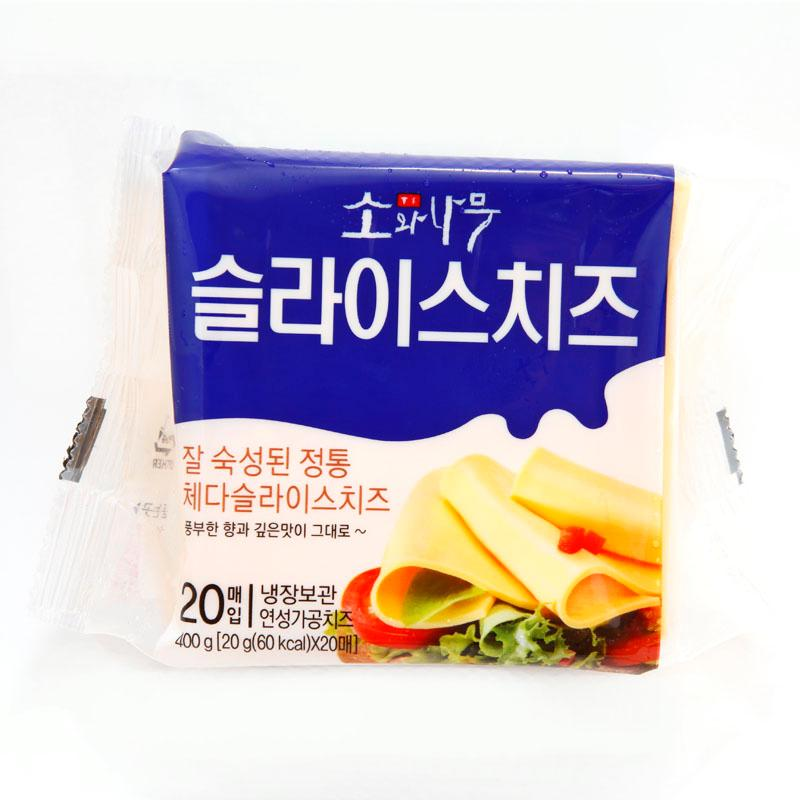 소와나무
슬라이스치즈
잘 숙성된 정통
체다슬라이스치즈
풍부한 향과 깊은맛이 그대로~
20매입 | 냉장보관
연성가공치즈
400 g [20 g(60 kcal)X20매]